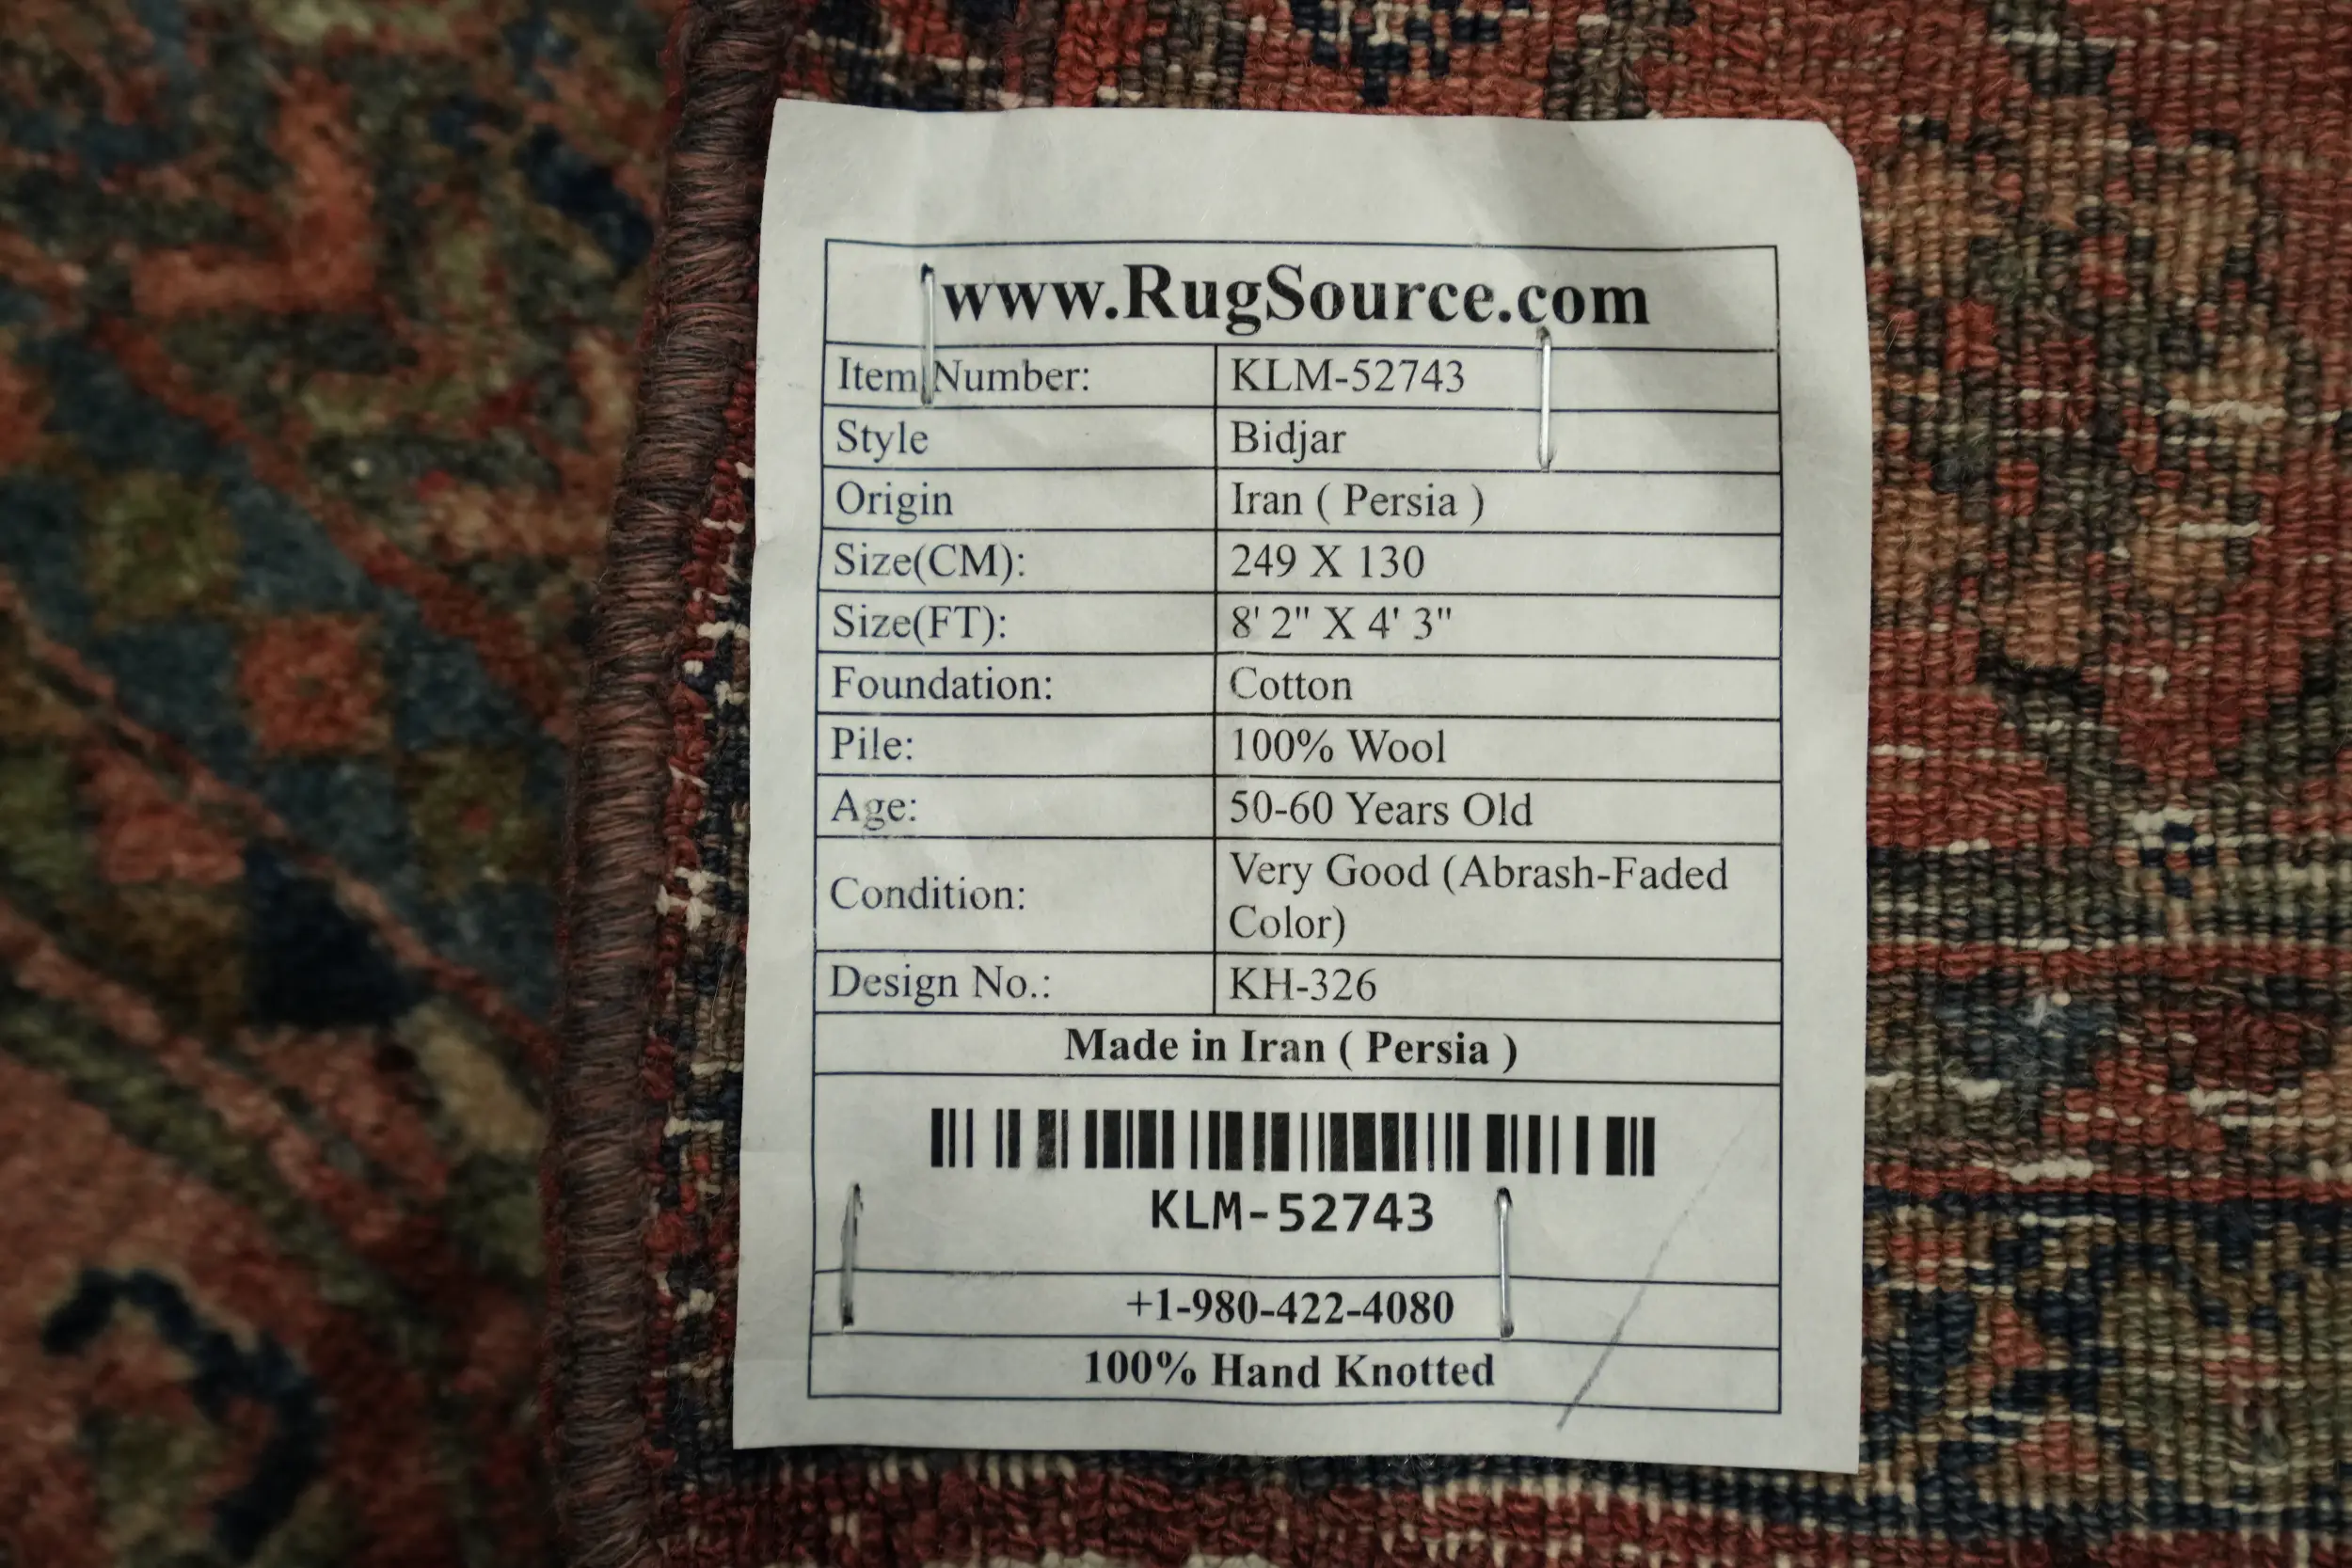 www.RugSource.com
Item Number: KLM-52743
Style Bidjar
Origin Iran ( Persia )
Size(CM): 249 X 130
Size(FT): 8' 2" X 4' 3"
Foundation: Cotton
Pile: 100% Wool
Age: 50-60 Years Old
Condition: Very Good (Abrash-Faded
Color)
Design No.: KH-326
Made in Iran ( Persia )
KLM-52743
+1-980-422-4080
100% Hand Knotted